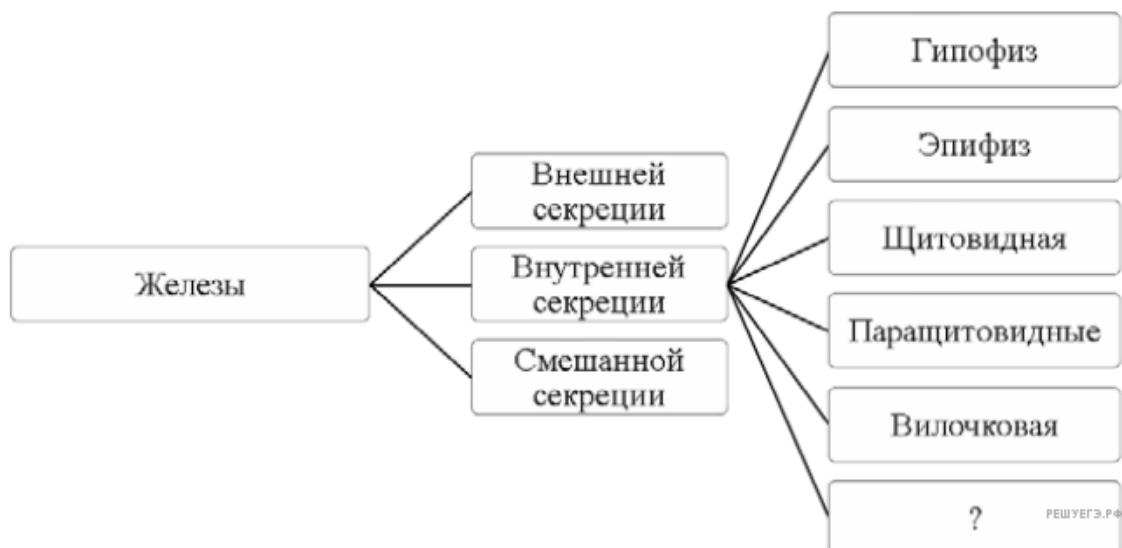 Железы
Внешней
секреции
Внутренней
секреции
Смешанной
секреции
Гипофиз
Эпифиз
Щитовидная
Паращитовидные
Вилочковая
?
РЕШУЕГЭ.РФ